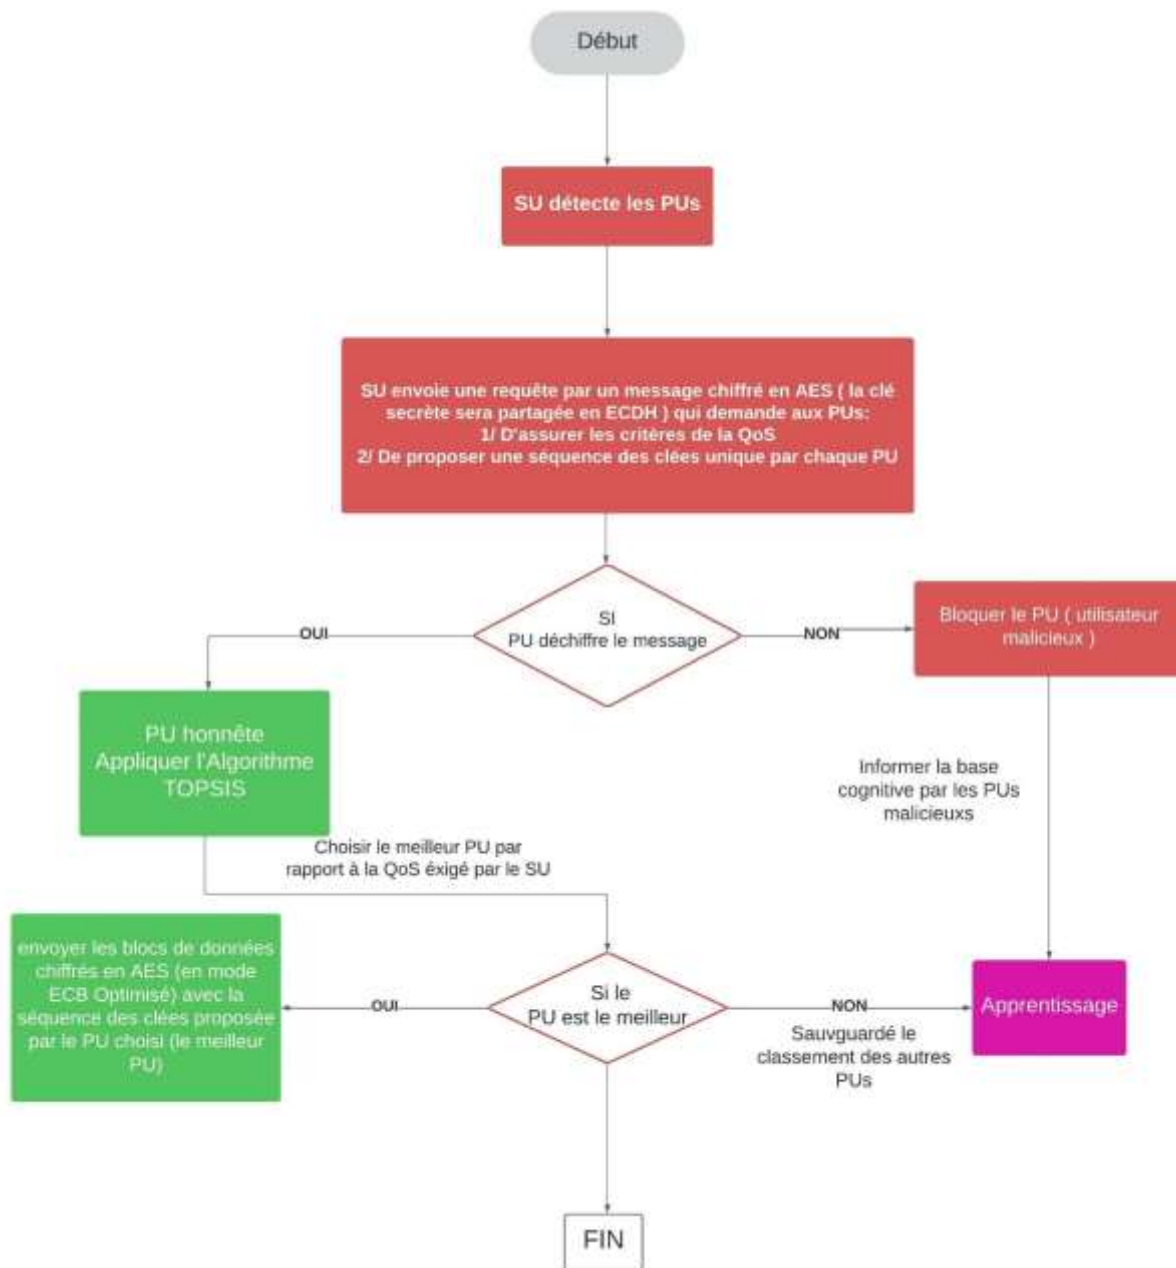 Début
SU détecte les PUs
SU envoie une requête par un message chiffré en AES ( la clé
secrète sera partagée en ECDH ) qui demande aux PUs:
1/ D'assurer les critères de la QoS
2/ De proposer une séquence des clées unique par chaque PU
SI
PU déchiffre le message
OUI
NON
Bloquer le PU ( utilisateur
malicieux )
PU honnête
Appliquer l'Algorithme
TOPSIS
Informer la base
cognitive par les PUs
malicieuxs
Choisir le meilleur PU par
rapport à la QoS éxigé par le SU
envoyer les blocs de données
chiffrés en AES (en mode
ECB Optimisé) avec la
séquence des clées proposée
par le PU choisi (le meilleur
PU)
OUI
Si le
PU est le meilleur
NON
Sauvguardé le
classement des autres
PUs
Apprentissage
FIN